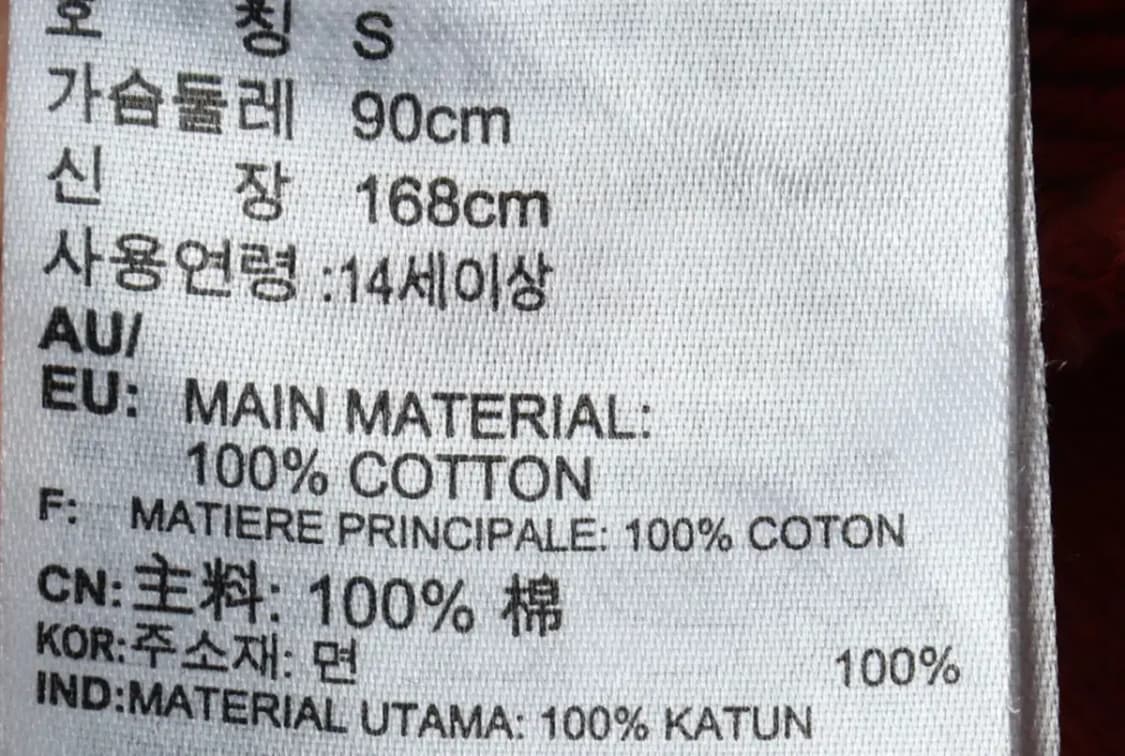 호 칭 S
가슴둘레 90cm
신 장 168cm
사용연령 :14세이상
AU/
EU: MAIN MATERIAL:
100% COTTON
F: MATIERE PRINCIPALE: 100% COTON
CN: 主料: 100% 棉
KOR:주소재: 면 100%
IND:MATERIAL UTAMA: 100% KATUN